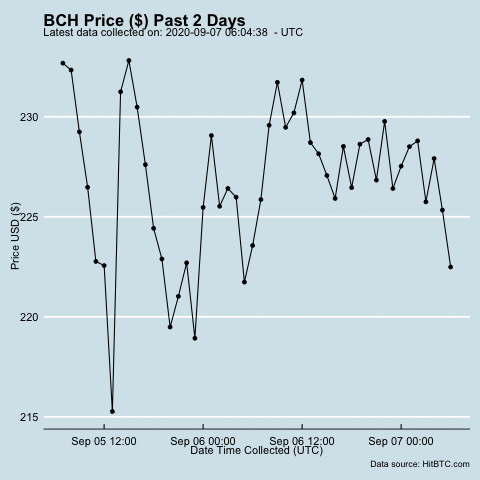 BCH Price ($) Past 2 Days
Latest data collected on: 2020-09-07 06:04:38 - UTC
230
225
220
215
Price USD ($)
Sep 05 12:00 Sep 06 00:00 Sep 06 12:00 Sep 07 00:00
Date Time Collected (UTC)
Data source: HitBTC.com